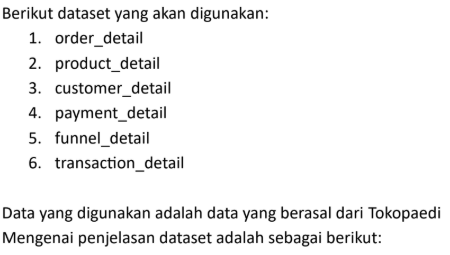 Berikut dataset yang akan digunakan:
1. order_detail
2. product_detail
3. customer_detail
4. payment_detail
5. funnel_detail
6. transaction_detail
Data yang digunakan adalah data yang berasal dari Tokopaedi
Mengenai penjelasan dataset adalah sebagai berikut: